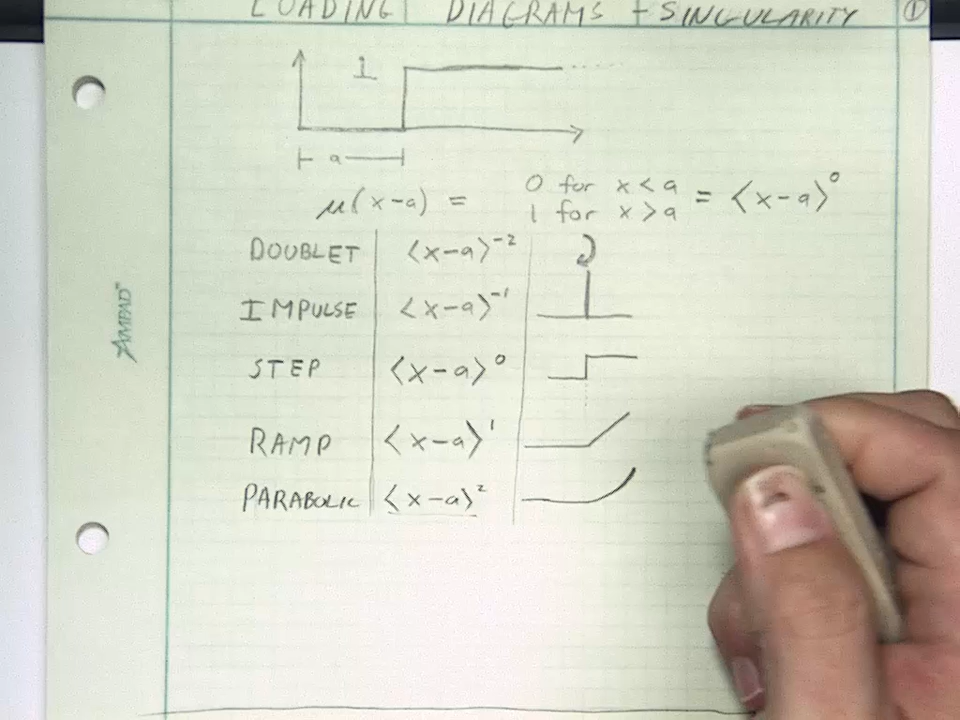 LOADING DIAGRAMS + SINGULARITY 1
1
a
μ(x-a) = 0 for x<a = ⟨x-a⟩⁰
1 for x>a
DOUBLET ⟨x-a⟩⁻²
IMPULSE ⟨x-a⟩⁻¹
STEP ⟨x-a⟩⁰
RAMP ⟨x-a⟩¹
PARABOLIC ⟨x-a⟩²
AMPAD™